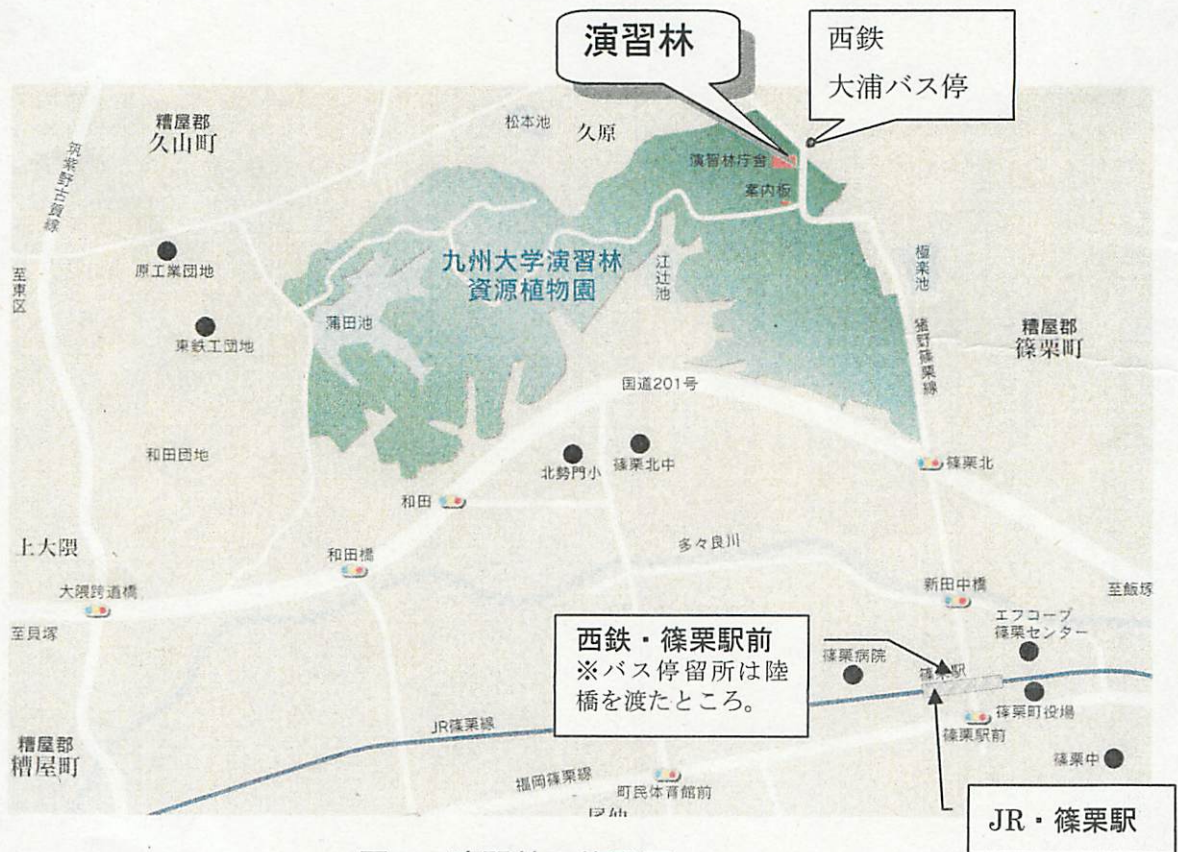 演習林
西鉄
大浦バス停
糟屋郡
久山町
松本池
久原
筑紫野古賀線
演習林庁舎
案内板
至東区
原工業団地
九州大学演習林
資源植物園
江辻池
極楽池
蒲田池
東鉄工団地
猪野篠栗線
糟屋郡
篠栗町
国道201号
和田団地
北勢門小
篠栗北中
篠栗北
和田
上大隈
和田橋
多々良川
大隈跨道橋
新田中橋
至飯塚
至貝塚
エフコープ
篠栗センター
西鉄・篠栗駅前
※バス停留所は陸
橋を渡たところ。
篠栗病院
篠栗駅
篠栗町役場
JR篠栗線
篠栗駅前
糟屋郡
糟屋町
福岡篠栗線
町民体育館前
篠栗中
尾仲
JR・篠栗駅